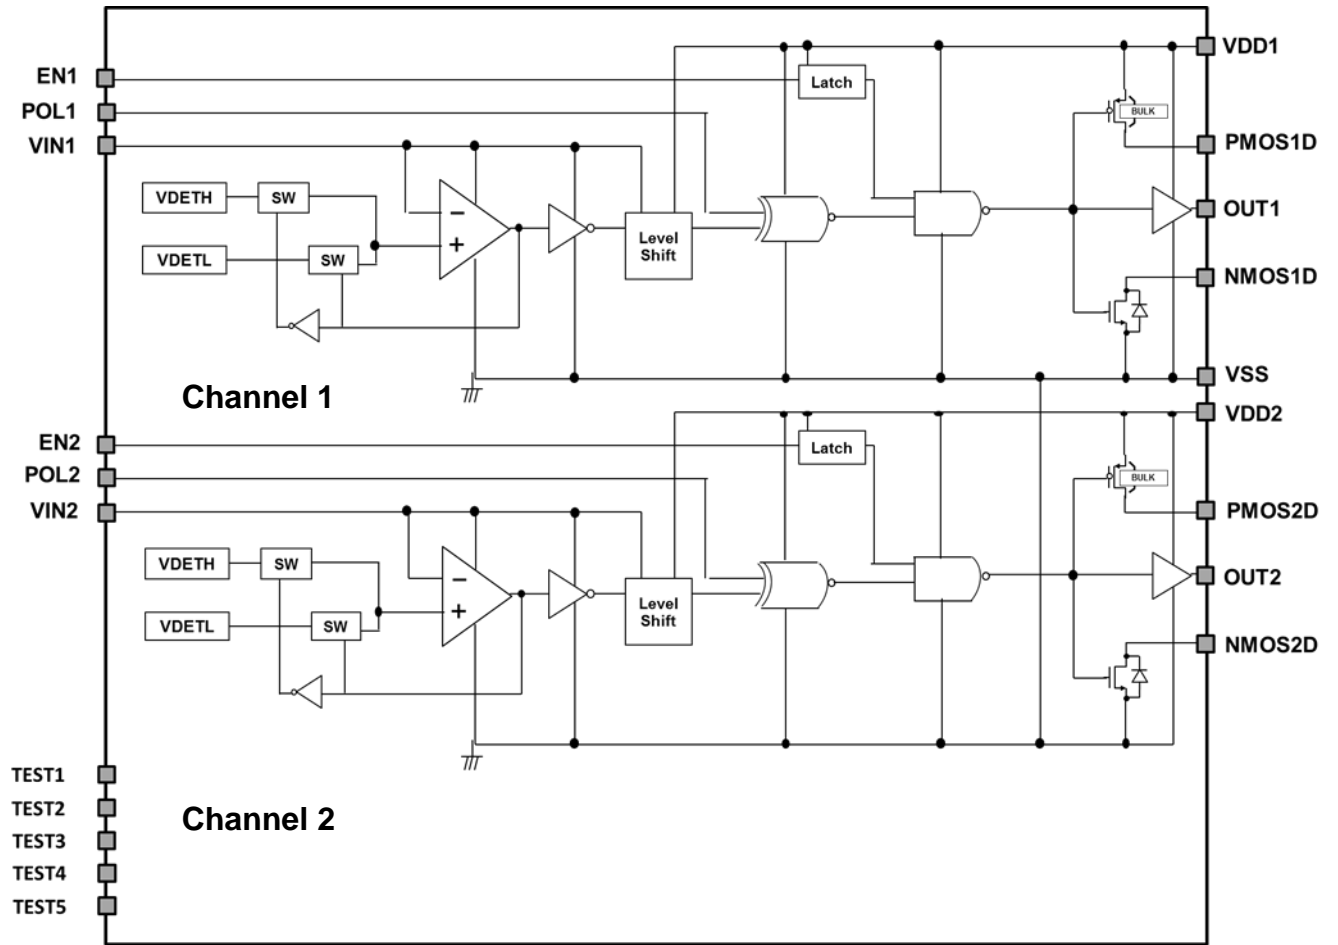 VDD1
EN1
Latch
POL1
BULK
VIN1
PMOS1D
VDETH
SW
OUT1
Level
Shift
VDETL
SW
NMOS1D
VSS
Channel 1
VDD2
EN2
Latch
POL2
BULK
VIN2
PMOS2D
VDETH
SW
OUT2
Level
Shift
VDETL
SW
NMOS2D
TEST1
TEST2
Channel 2
TEST3
TEST4
TEST5